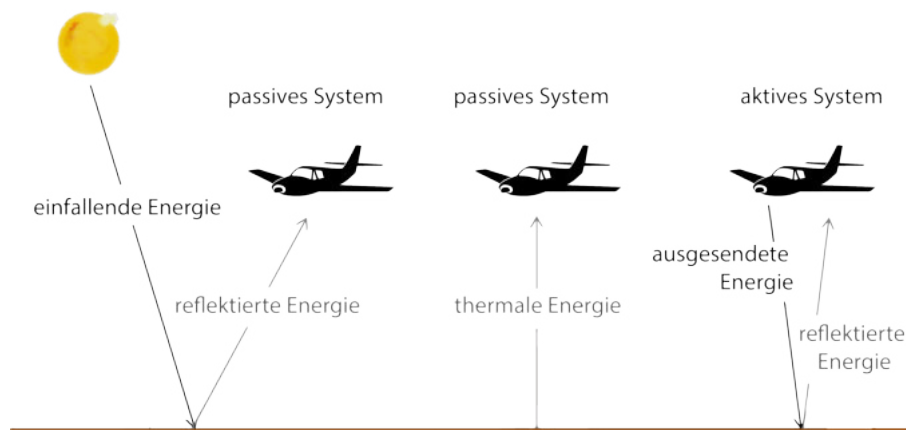 passives System
passives System
aktives System
einfallende Energie
reflektierte Energie
thermale Energie
ausgesendete
Energie
reflektierte
Energie